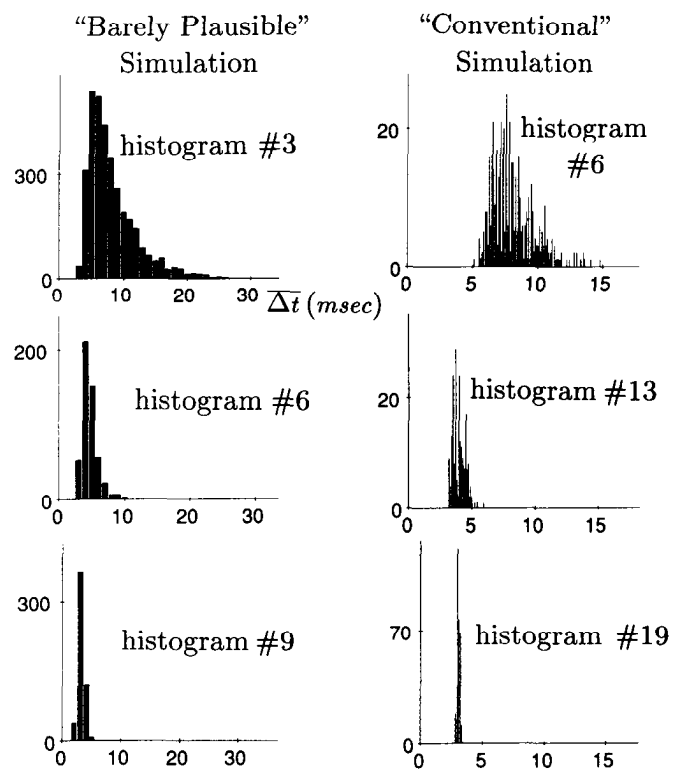 “Barely Plausible”
Simulation
“Conventional”
Simulation
histogram #3
300
0
0 10 20 30
Δt (msec)
histogram
#6
20
0
0 5 10 15
histogram #6
200
0
0 10 20 30
histogram #13
20
0
0 5 10 15
histogram #9
300
0
0 10 20 30
histogram #19
70
0
0 5 10 15